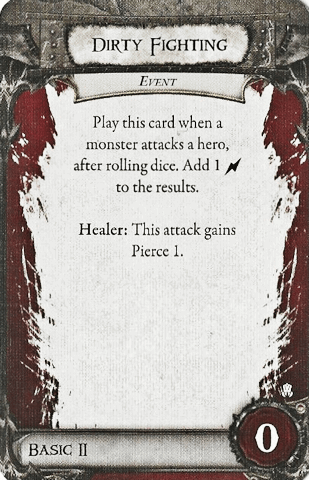 Dirty Fighting
Event
Play this card when a
monster attacks a hero,
after rolling dice. Add 1
to the results.
Healer: This attack gains
Pierce 1.
Basic II
0